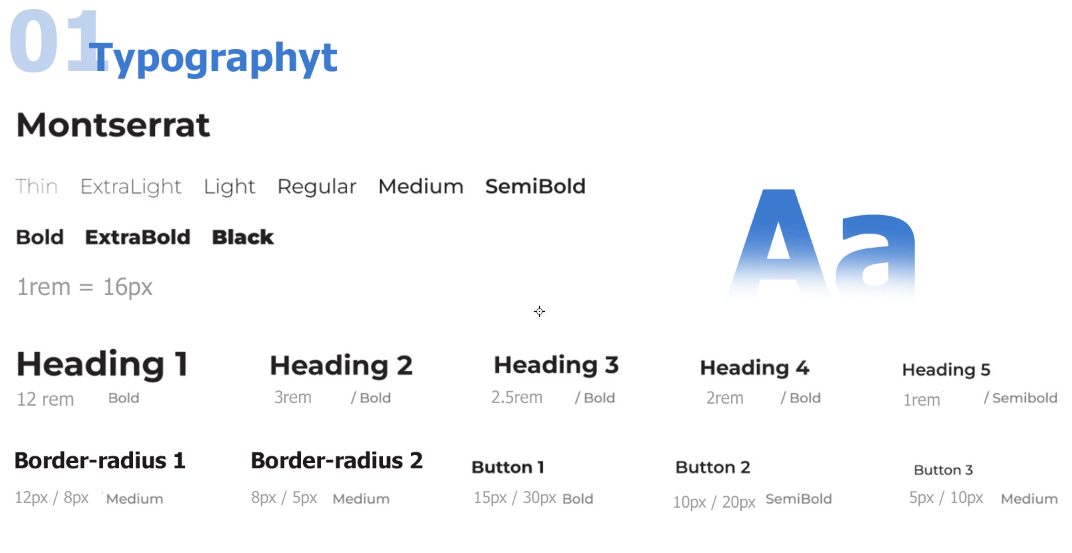 01 Typographyt
Montserrat
Thin ExtraLight Light Regular Medium SemiBold
Bold ExtraBold Black
Aa
1rem = 16px
Heading 1 Heading 2 Heading 3 Heading 4 Heading 5
12 rem Bold 3rem / Bold 2.5rem / Bold 2rem / Bold 1rem / Semibold
Border-radius 1 Border-radius 2 Button 1 Button 2 Button 3
12px / 8px Medium 8px / 5px Medium 15px / 30px Bold 10px / 20px SemiBold 5px / 10px Medium